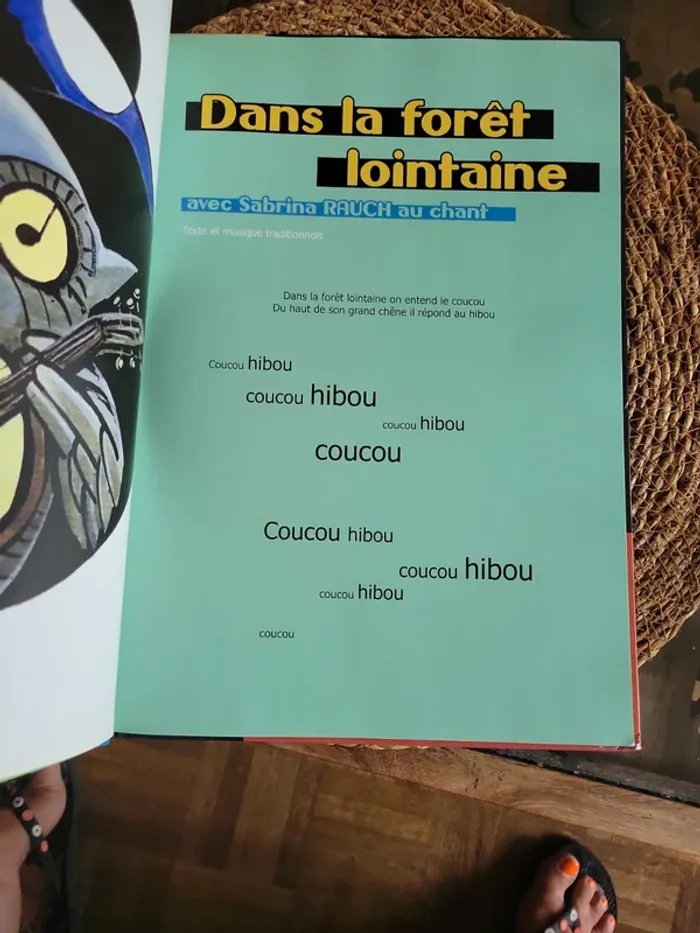 Dans la forêt
lointaine
avec Sabrina RAUCH au chant
Texte et musique traditionnels
Dans la forêt lointaine on entend le coucou
Du haut de son grand chêne il répond au hibou
Coucou hibou
coucou hibou
coucou hibou
coucou
Coucou hibou
coucou hibou
coucou hibou
coucou